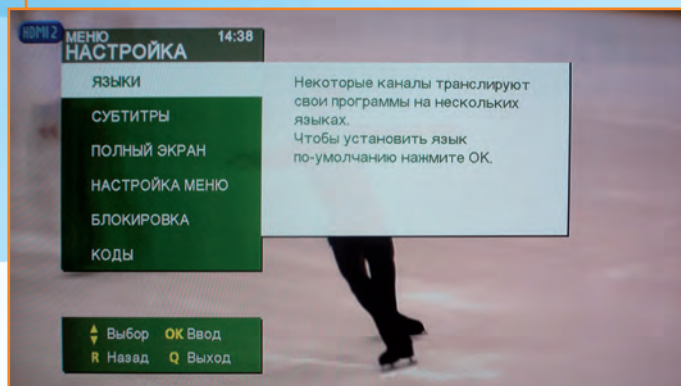 HDMI 2
МЕНЮ 14:38
НАСТРОЙКА
ЯЗЫКИ
СУБТИТРЫ
ПОЛНЫЙ ЭКРАН
НАСТРОЙКА МЕНЮ
БЛОКИРОВКА
КОДЫ
Некоторые каналы транслируют
свои программы на нескольких
языках.
Чтобы установить язык
по-умолчанию нажмите ОК.
Выбор OK Ввод
R Назад Q Выход